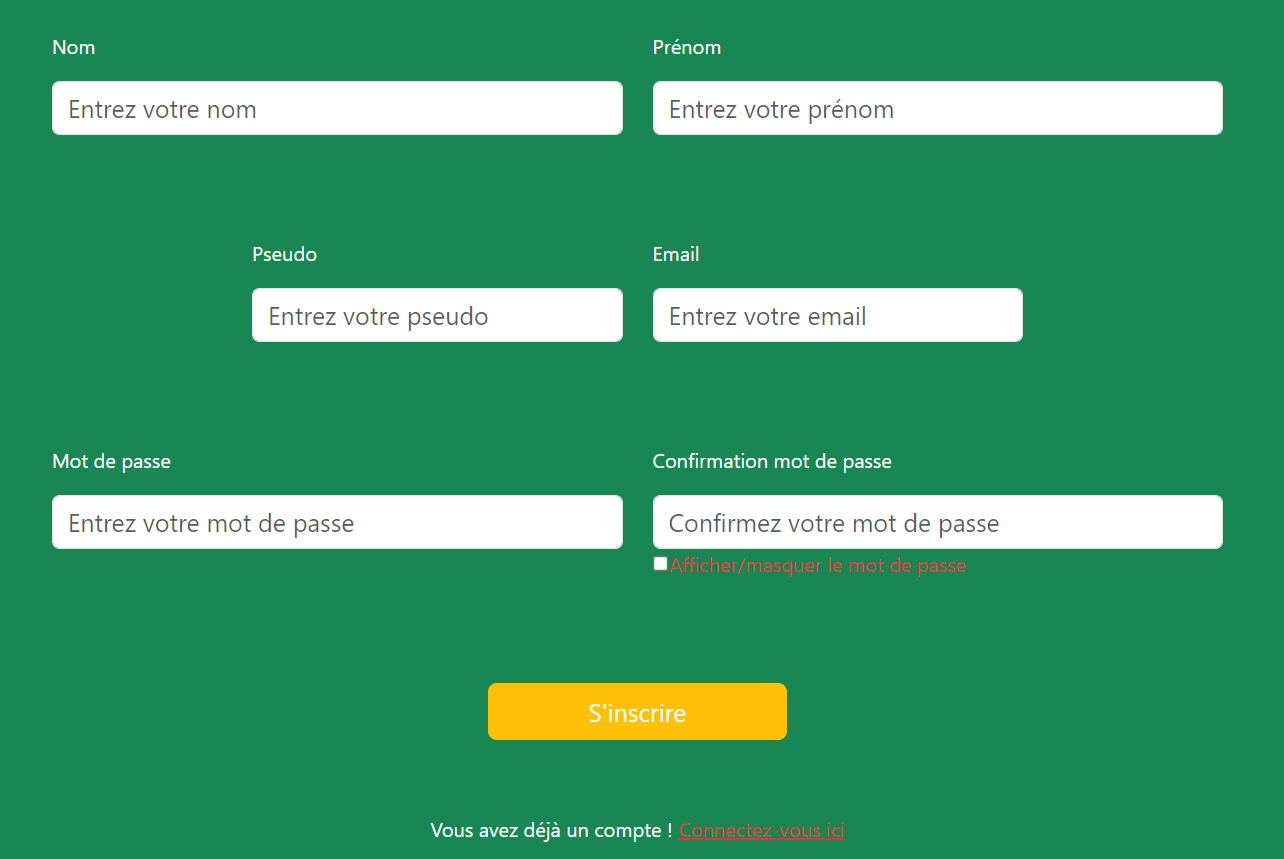 Nom
Prénom
Entrez votre nom
Entrez votre prénom
Pseudo
Email
Entrez votre pseudo
Entrez votre email
Mot de passe
Confirmation mot de passe
Entrez votre mot de passe
Confirmez votre mot de passe
Afficher/masquer le mot de passe
S'inscrire
Vous avez déjà un compte ! Connectez-vous ici